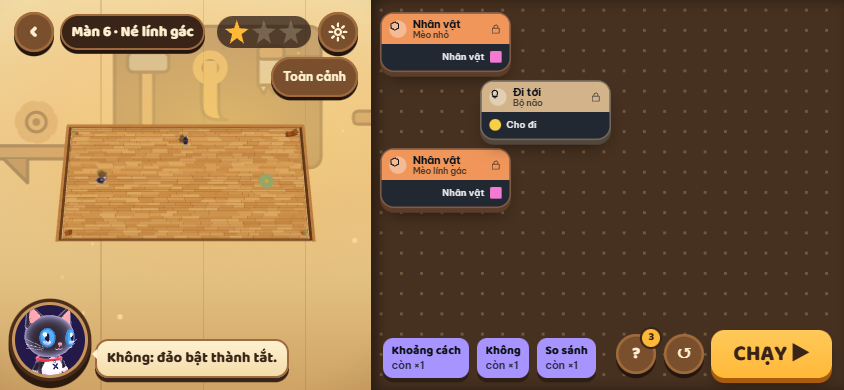 Màn 6 · Né lính gác
Toàn cảnh
Không: đảo bật thành tắt.
Nhân vật
Mèo nhỏ
Nhân vật
Đi tới
Bộ não
Cho đi
Nhân vật
Mèo lính gác
Nhân vật
Khoảng cách
còn ×1
Không
còn ×1
So sánh
còn ×1
?
3
CHẠY